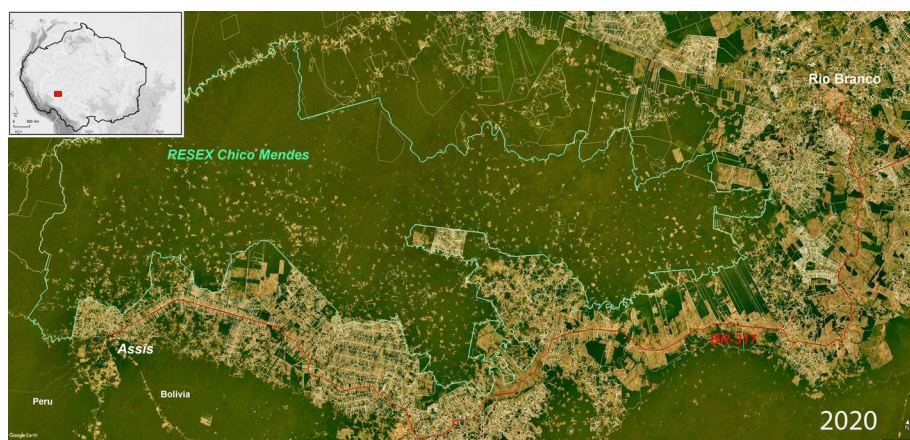 Rio Branco
RESEX Chico Mendes
BR-317
Assis
Peru
Bolivia
2020
Google Earth
N